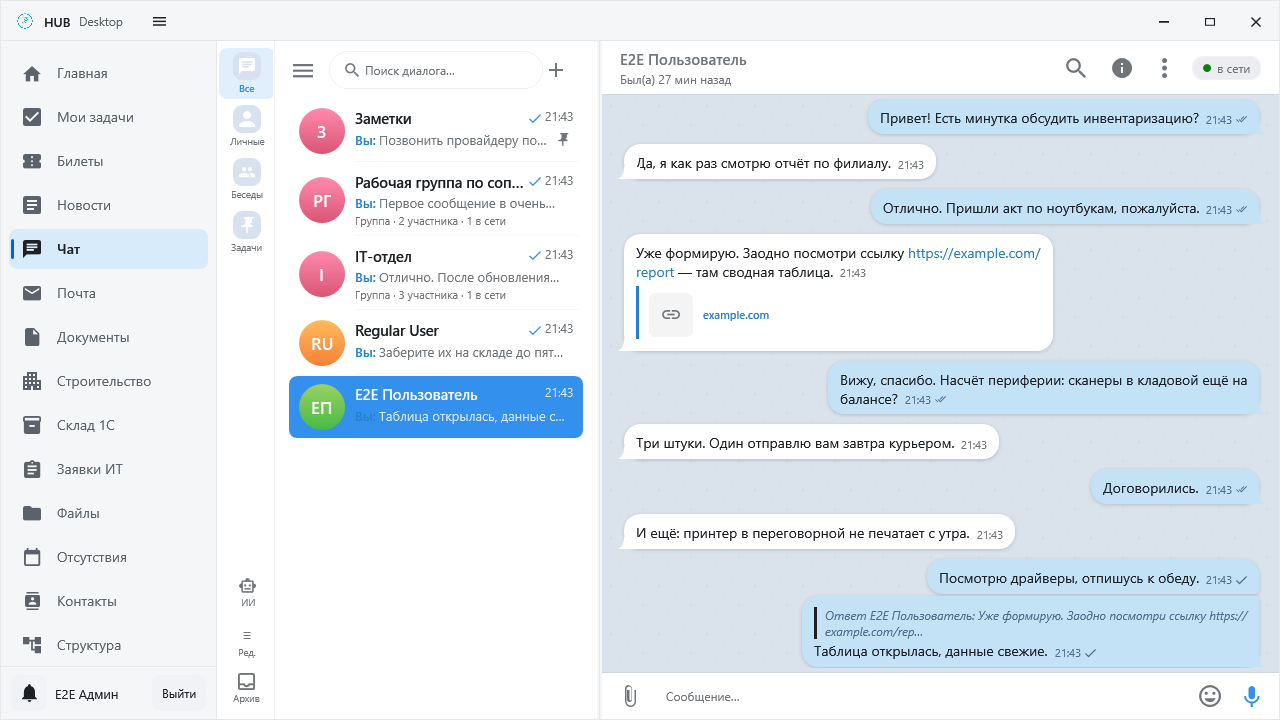 HUB Desktop
Главная
Мои задачи
Билеты
Новости
Чат
Почта
Документы
Строительство
Склад 1С
Заявки ИТ
Файлы
Отсутствия
Контакты
Структура
E2E Админ
Выйти
Все
Личные
Беседы
Задачи
ИИ
Ред.
Архив
Поиск диалога...
З
Заметки 21:43
Вы: Позвонить провайдеру по...
РГ
Рабочая группа по соп... 21:43
Вы: Первое сообщение в очень...
Группа · 2 участника · 1 в сети
I
IT-отдел 21:43
Вы: Отлично. После обновления...
Группа · 3 участника · 1 в сети
RU
Regular User 21:43
Вы: Заберите их на складе до пят...
ЕП
E2E Пользователь 21:43
Вы: Таблица открылась, данные с...
E2E Пользователь
Был(а) 27 мин назад
в сети
Привет! Есть минутка обсудить инвентаризацию? 21:43
Да, я как раз смотрю отчёт по филиалу. 21:43
Отлично. Пришли акт по ноутбукам, пожалуйста. 21:43
Уже формирую. Заодно посмотри ссылку https://example.com/
report — там сводная таблица. 21:43
example.com
Вижу, спасибо. Насчёт периферии: сканеры в кладовой ещё на
балансе? 21:43
Три штуки. Один отправлю вам завтра курьером. 21:43
Договорились. 21:43
И ещё: принтер в переговорной не печатает с утра. 21:43
Посмотрю драйверы, отпишусь к обеду. 21:43
Ответ E2E Пользователь: Уже формирую. Заодно посмотри ссылку https://
example.com/rep...
Таблица открылась, данные свежие. 21:43
Сообщение...